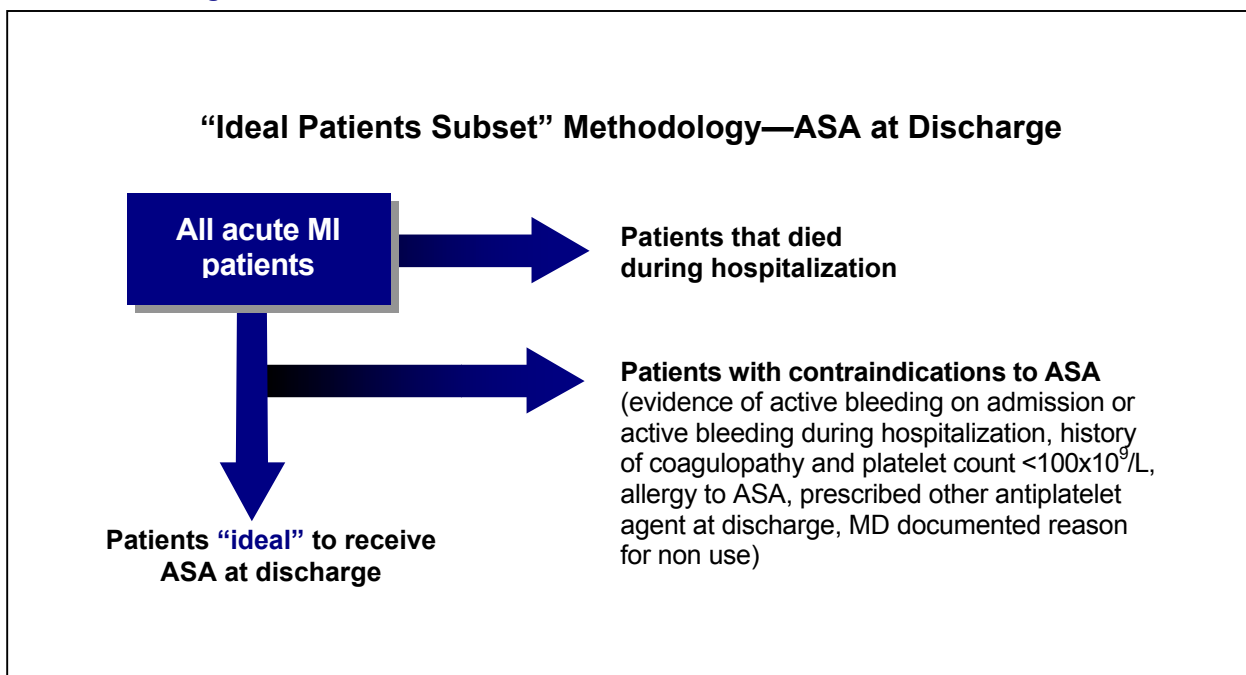 “Ideal Patients Subset” Methodology—ASA at Discharge
All acute MI
patients
Patients that died
during hospitalization
Patients with contraindications to ASA
(evidence of active bleeding on admission or
active bleeding during hospitalization, history
of coagulopathy and platelet count <100x10⁹/L,
allergy to ASA, prescribed other antiplatelet
agent at discharge, MD documented reason
for non use)
Patients “ideal” to receive
ASA at discharge